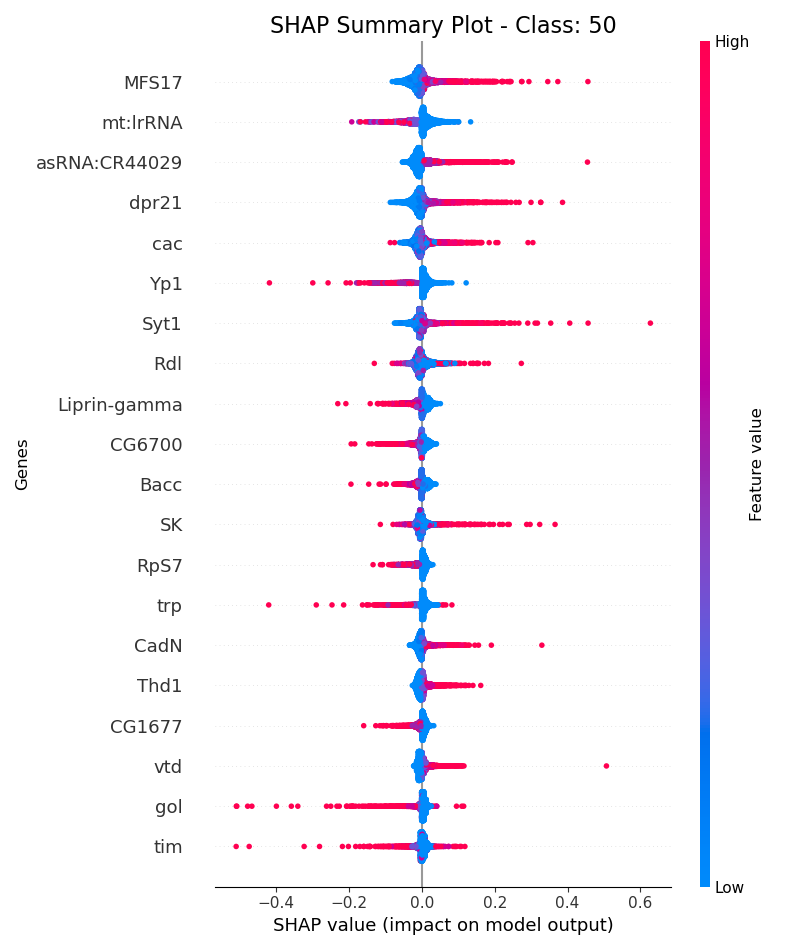 SHAP Summary Plot - Class: 50
High
MFS17
mt:lrRNA
asRNA:CR44029
dpr21
cac
Yp1
Syt1
Rdl
Liprin-gamma
CG6700
Bacc
SK
RpS7
trp
CadN
Thd1
CG1677
vtd
gol
tim
Genes
Feature value
Low
−0.4 −0.2 0.0 0.2 0.4 0.6
SHAP value (impact on model output)